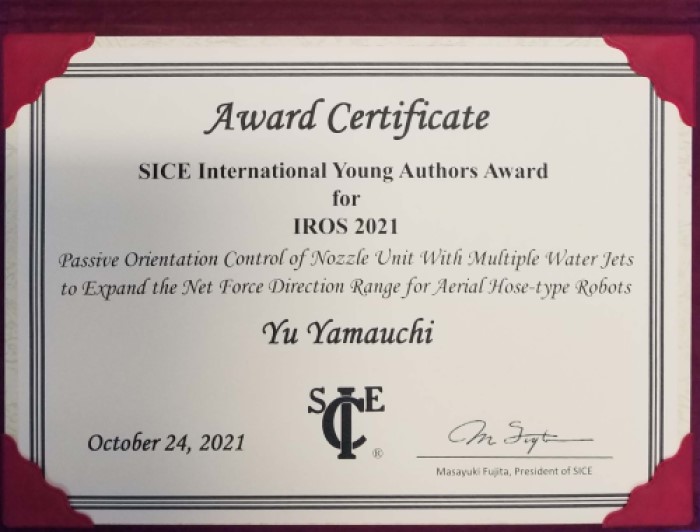 Award Certificate
SICE International Young Authors Award
for
IROS 2021
Passive Orientation Control of Nozzle Unit With Multiple Water Jets
to Expand the Net Force Direction Range for Aerial Hose-type Robots
Yu Yamauchi
SICE
®
October 24, 2021
Masayuki Fujita, President of SICE